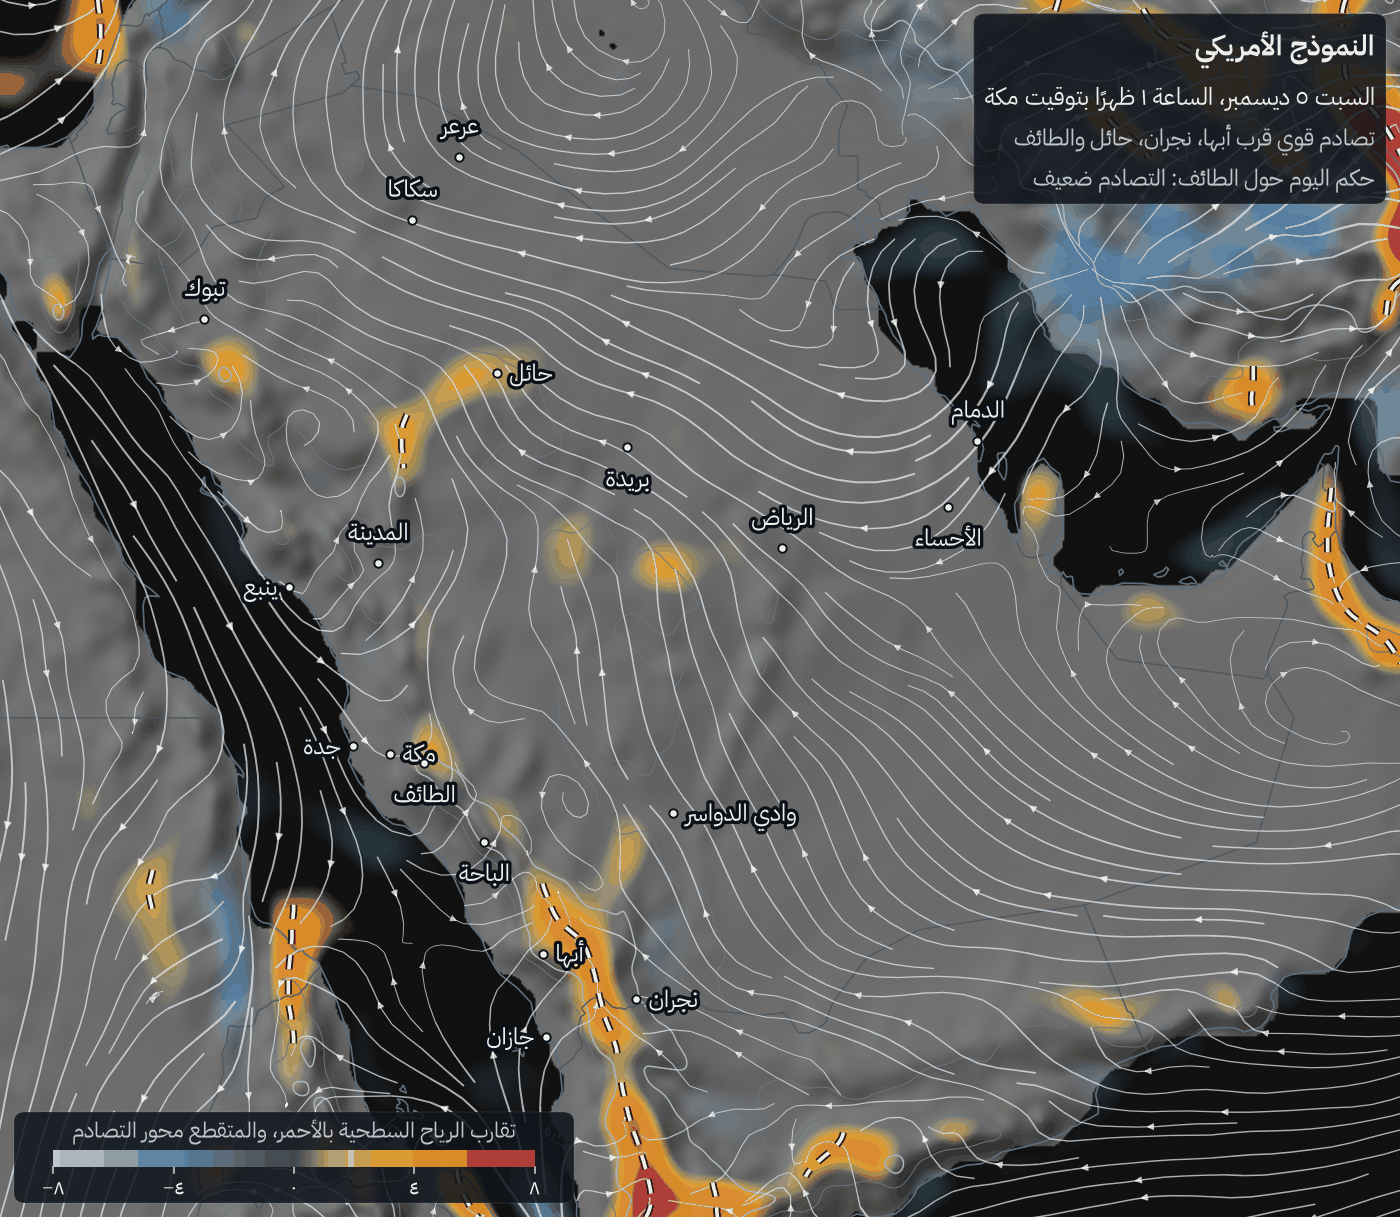 النموذج الأمريكي
السبت ٥ ديسمبر، الساعة ١ ظهرًا بتوقيت مكة
تصادم قوي قرب أبها، نجران، حائل والطائف
حكم اليوم حول الطائف: التصادم ضعيف
عرعر
سكاكا
تبوك
حائل
الدمام
بريدة
الرياض
المدينة
الأحساء
ينبع
جدة
مكة
الطائف
وادي الدواسر
الباحة
أبها
نجران
جازان
تقارب الرياح السطحية بالأحمر، والمتقطع محور التصادم
−٨ −٤ ٠ ٤ ٨